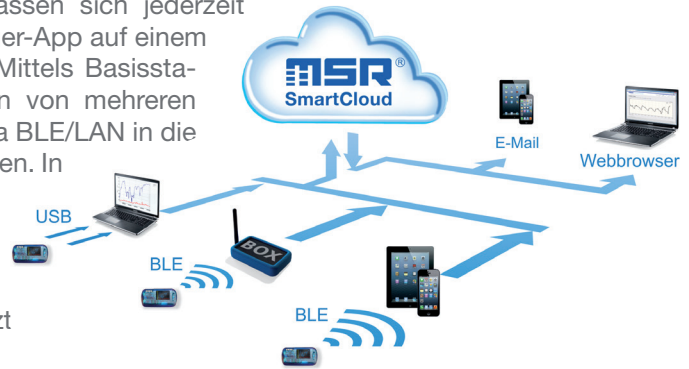 assen sich jederzeit
er-App auf einem
Mittels Basissta-
n von mehreren
a BLE/LAN in die
en. In
zt
MSR®
SmartCloud
E-Mail
Webbrowser
USB
BOX
BLE
BLE